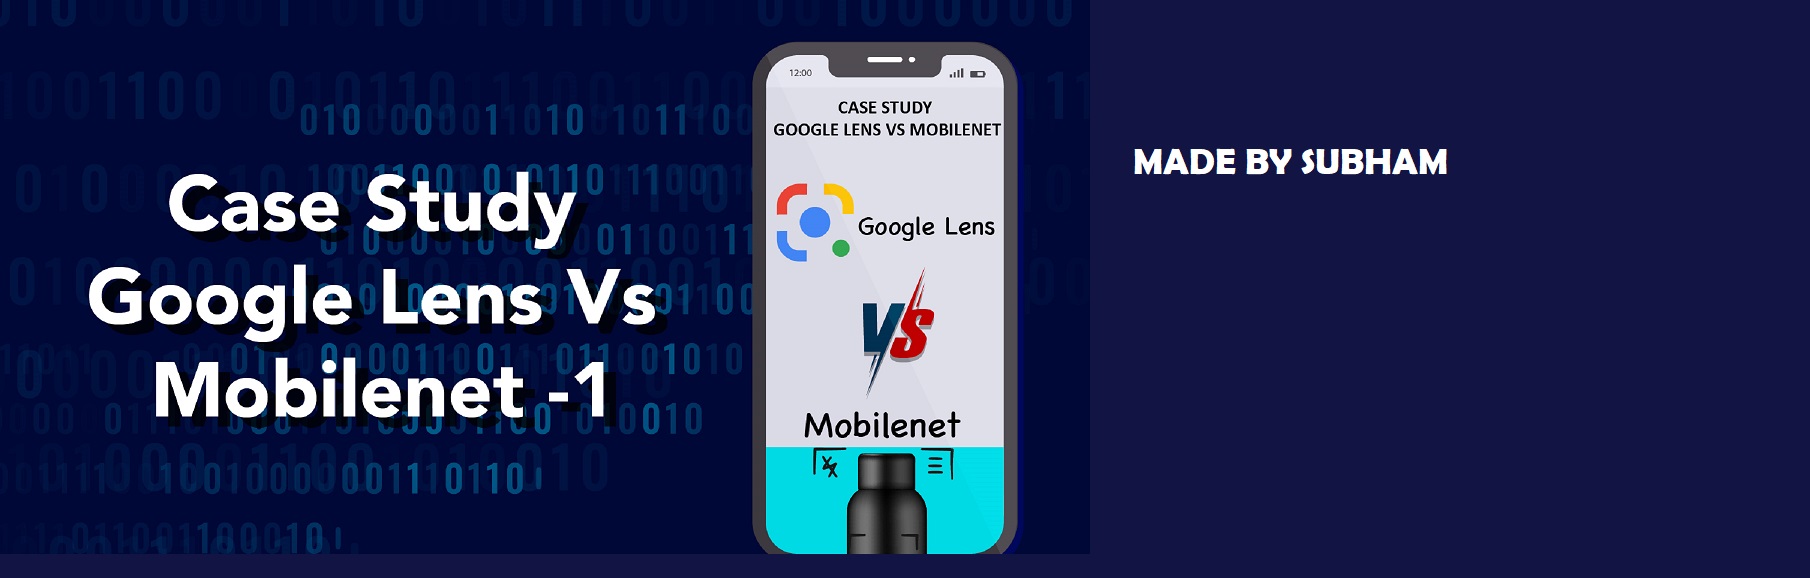 Case Study
Google Lens Vs
Mobilenet -1
12:00
CASE STUDY
GOOGLE LENS VS MOBILENET
Google Lens
VS
Mobilenet
MADE BY SUBHAM